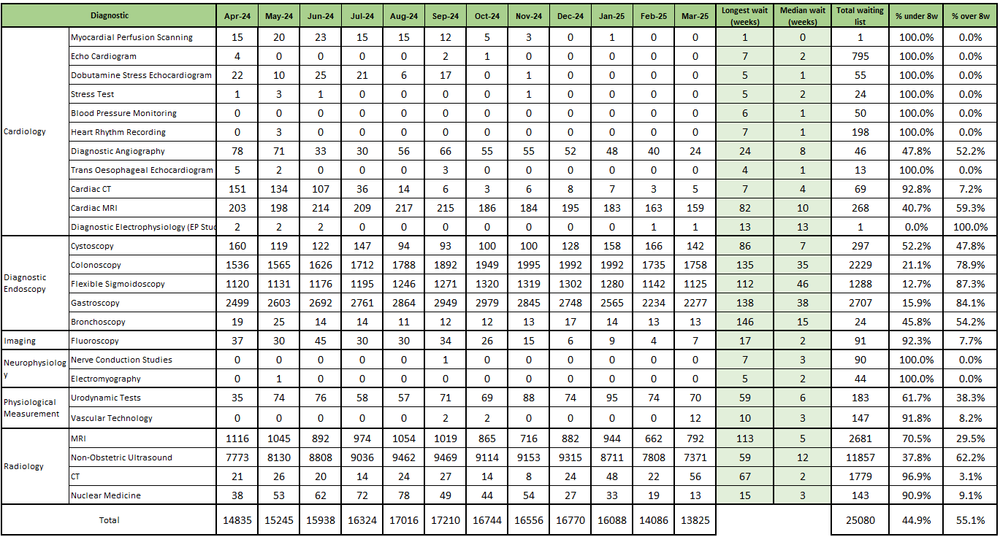 Diagnostic Apr-24 May-24 Jun-24 Jul-24 Aug-24 Sep-24 Oct-24 Nov-24 Dec-24 Jan-25 Feb-25 Mar-25 Longest wait (weeks) Median wait (weeks) Total waiting list % under 8w % over 8w
Cardiology
Myocardial Perfusion Scanning 15 20 23 15 15 12 5 3 0 1 0 0 1 0 1 100.0% 0.0%
Echo Cardiogram 4 0 0 0 0 2 1 0 0 0 0 0 7 2 795 100.0% 0.0%
Dobutamine Stress Echocardiogram 22 10 25 21 6 17 0 1 0 0 0 0 5 1 55 100.0% 0.0%
Stress Test 1 3 1 0 0 0 0 1 0 0 0 0 5 2 24 100.0% 0.0%
Blood Pressure Monitoring 0 0 0 0 0 0 0 0 0 0 0 0 6 1 50 100.0% 0.0%
Heart Rhythm Recording 0 3 0 0 0 0 0 0 0 0 0 0 7 1 198 100.0% 0.0%
Diagnostic Angiography 78 71 33 30 56 66 55 55 52 48 40 24 24 8 46 47.8% 52.2%
Trans Oesophageal Echocardiogram 5 2 0 0 0 3 0 0 0 0 0 0 4 1 13 100.0% 0.0%
Cardiac CT 151 134 107 36 14 6 3 6 8 7 3 5 7 4 69 92.8% 7.2%
Cardiac MRI 203 198 214 209 217 215 186 184 195 183 163 159 82 10 268 40.7% 59.3%
Diagnostic Electrophysiology (EP Stud 2 2 2 0 0 0 0 0 0 0 1 1 13 13 1 0.0% 100.0%
Diagnostic Endoscopy
Cystoscopy 160 119 122 147 94 93 100 100 128 158 166 142 86 7 297 52.2% 47.8%
Colonoscopy 1536 1565 1626 1712 1788 1892 1949 1995 1992 1992 1735 1758 135 35 2229 21.1% 78.9%
Flexible Sigmoidoscopy 1120 1131 1176 1195 1246 1271 1320 1319 1302 1280 1142 1125 112 46 1288 12.7% 87.3%
Gastroscopy 2499 2603 2692 2761 2864 2949 2979 2845 2748 2565 2234 2277 138 38 2707 15.9% 84.1%
Bronchoscopy 19 25 14 14 11 12 12 13 17 14 13 13 146 15 24 45.8% 54.2%
Imaging
Fluoroscopy 37 30 45 30 30 34 26 15 6 9 4 7 17 2 91 92.3% 7.7%
Neurophysiology
Nerve Conduction Studies 0 0 0 0 0 1 0 0 0 0 0 0 7 3 90 100.0% 0.0%
Electromyography 0 1 0 0 0 0 0 0 0 0 0 0 5 2 44 100.0% 0.0%
Physiological Measurement
Urodynamic Tests 35 74 76 58 57 71 69 88 74 95 74 70 59 6 183 61.7% 38.3%
Vascular Technology 0 0 0 0 0 2 2 0 0 0 0 12 10 3 147 91.8% 8.2%
Radiology
MRI 1116 1045 892 974 1054 1019 865 716 882 944 662 792 113 5 2681 70.5% 29.5%
Non-Obstetric Ultrasound 7773 8130 8808 9036 9462 9469 9114 9153 9315 8711 7808 7371 59 12 11857 37.8% 62.2%
CT 21 26 20 14 24 27 14 8 24 48 22 56 67 2 1779 96.9% 3.1%
Nuclear Medicine 38 53 62 72 78 49 44 54 27 33 19 13 15 3 143 90.9% 9.1%
Total 14835 15245 15938 16324 17016 17210 16744 16556 16770 16088 14086 13825 25080 44.9% 55.1%